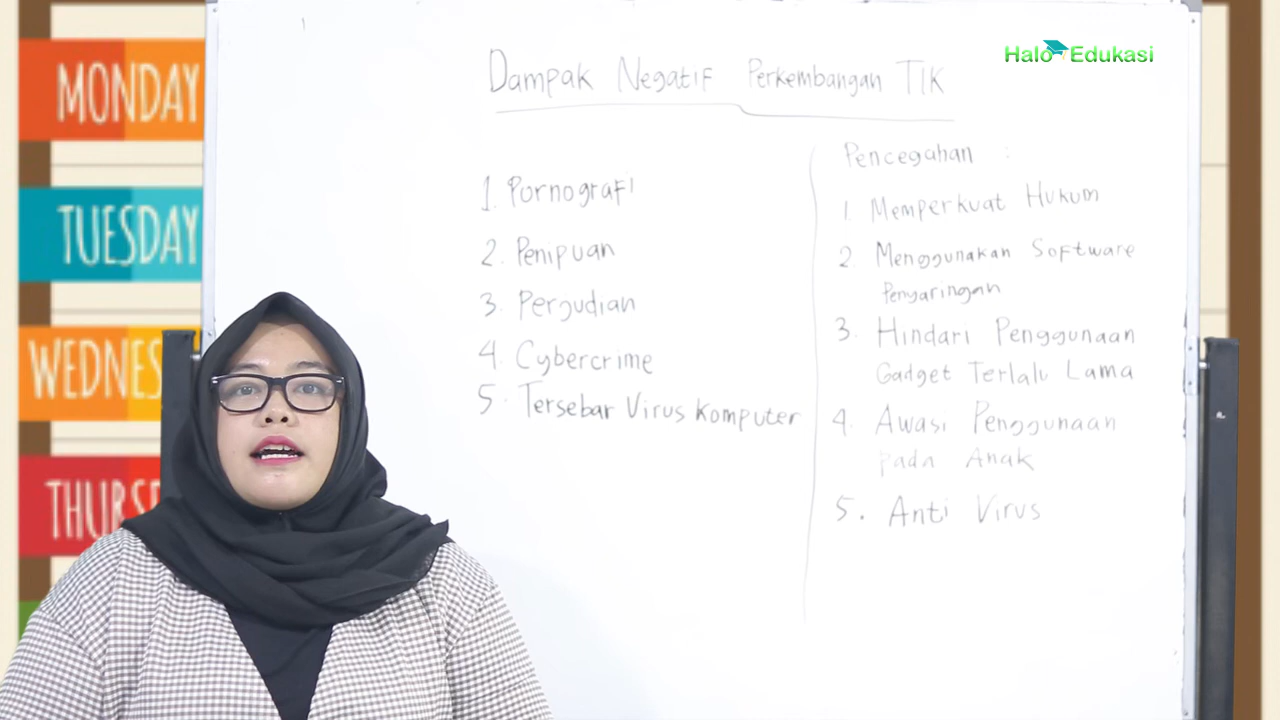 MONDAY
TUESDAY
WEDNES
THURS
Halo Edukasi
Dampak Negatif Perkembangan TIK
1. Pornografi
2. Penipuan
3. Perjudian
4. Cybercrime
5. Tersebar Virus Komputer
Pencegahan :
1 Memperkuat Hukum
2. Menggunakan Software
Penyaringan
3. Hindari Penggunaan
Gadget Terlalu Lama
4. Awasi Penggunaan
pada Anak
5. Anti Virus